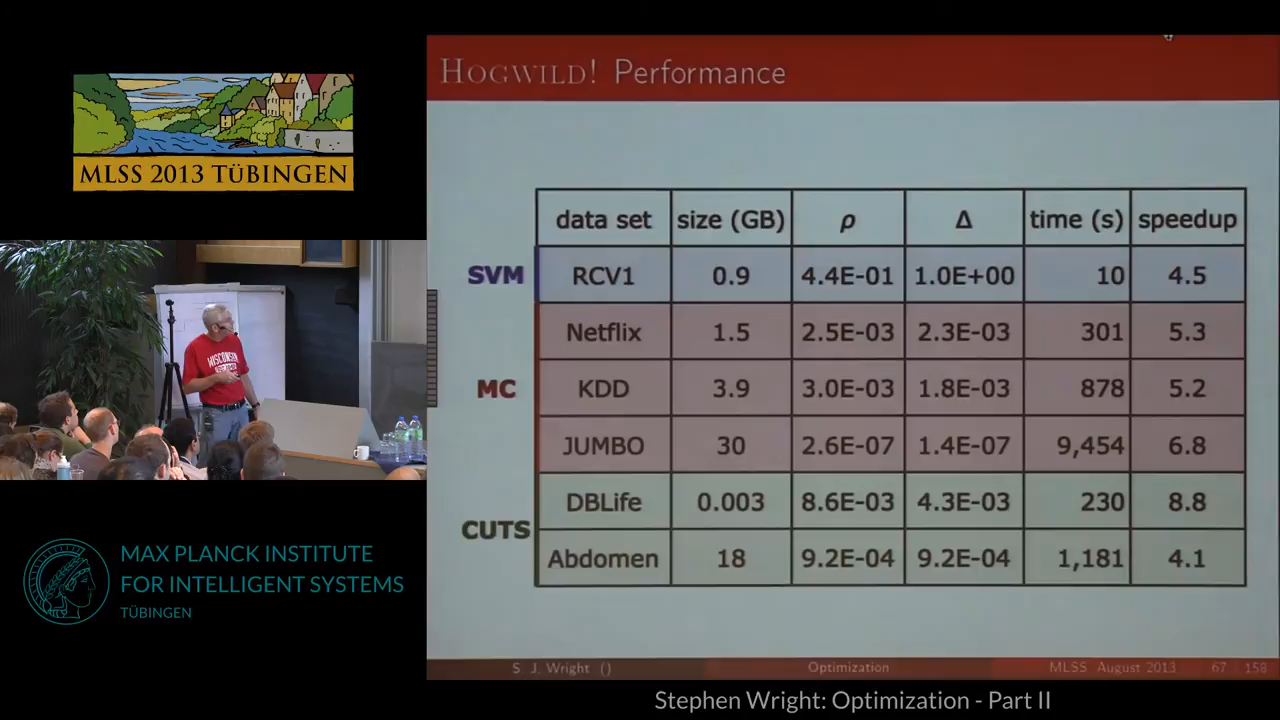 MLSS 2013 TÜBINGEN
WISCONSIN
MAX PLANCK INSTITUTE
FOR INTELLIGENT SYSTEMS
TÜBINGEN
HOGWILD! Performance
data set size (GB) ρ Δ time (s) speedup
SVM RCV1 0.9 4.4E-01 1.0E+00 10 4.5
Netflix 1.5 2.5E-03 2.3E-03 301 5.3
MC KDD 3.9 3.0E-03 1.8E-03 878 5.2
JUMBO 30 2.6E-07 1.4E-07 9,454 6.8
CUTS
DBLife 0.003 8.6E-03 4.3E-03 230 8.8
Abdomen 18 9.2E-04 9.2E-04 1,181 4.1
S. J. Wright () Optimization MLSS August 2013 67 / 158
Stephen Wright: Optimization - Part II